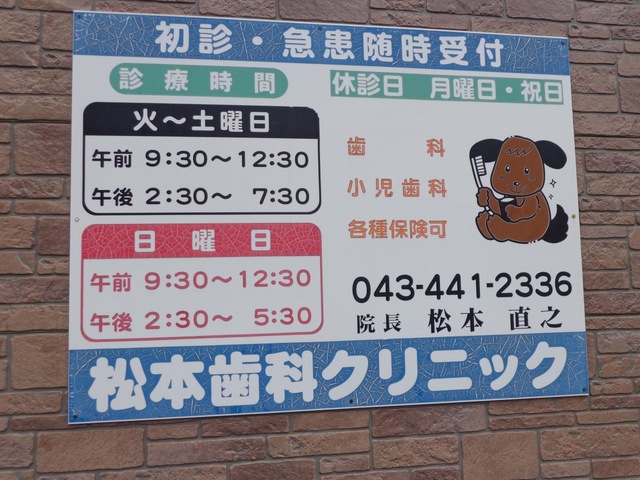 初診・急患随時受付
診療時間
休診日 月曜日・祝日
火～土曜日
午前 9:30～12:30
午後 2:30～ 7:30
日曜日
午前 9:30～12:30
午後 2:30～ 5:30
歯科
小児歯科
各種保険可
043-441-2336
院長 松本 直之
松本歯科クリニック